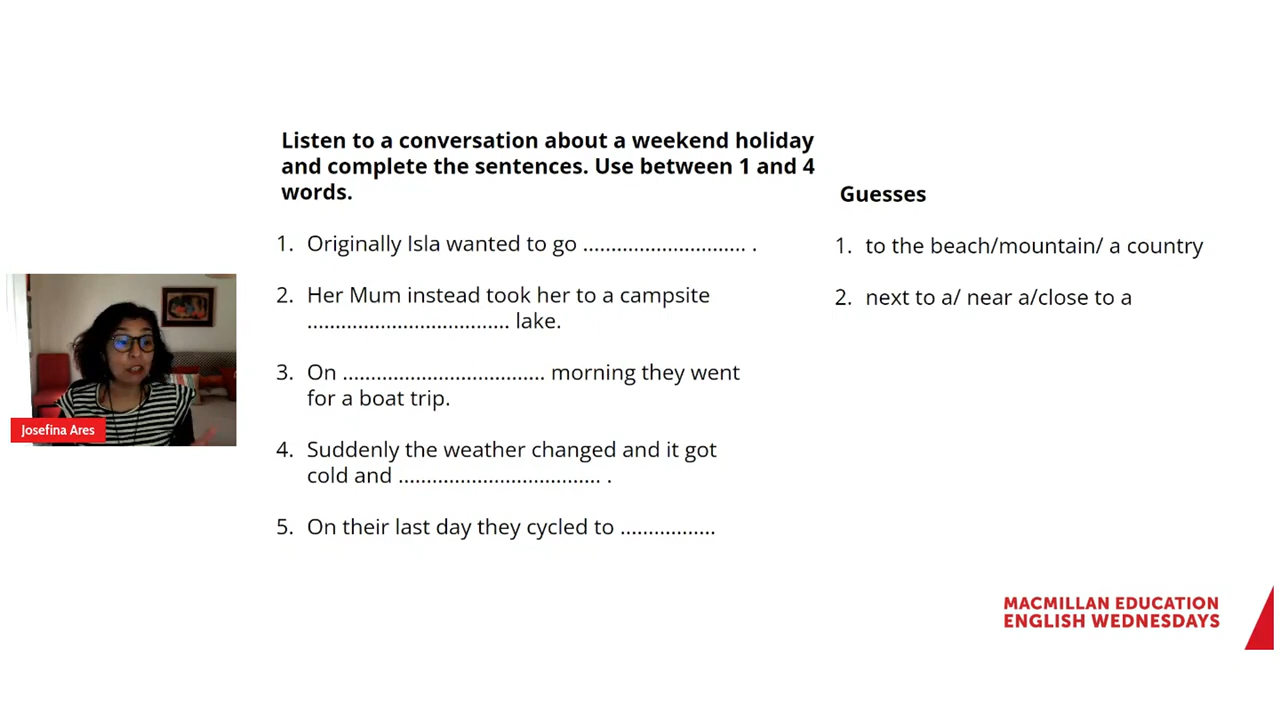 Listen to a conversation about a weekend holiday
and complete the sentences. Use between 1 and 4
words.
Guesses
1. Originally Isla wanted to go ............................. .
1. to the beach/mountain/ a country
2. Her Mum instead took her to a campsite
.................................... lake.
2. next to a/ near a/close to a
3. On .................................... morning they went
for a boat trip.
4. Suddenly the weather changed and it got
cold and .................................... .
5. On their last day they cycled to .................
Josefina Ares
MACMILLAN EDUCATION
ENGLISH WEDNESDAYS